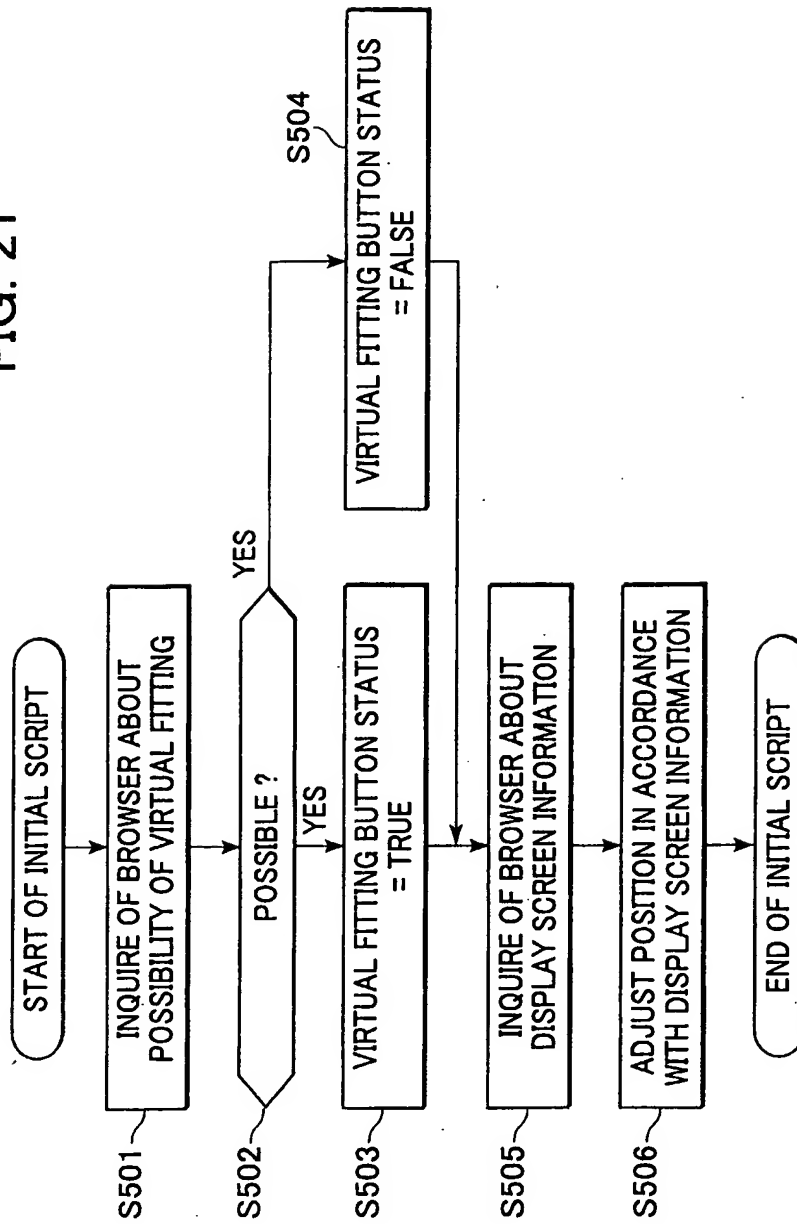 FIG. 21
START OF INITIAL SCRIPT
S501
INQUIRE OF BROWSER ABOUT
POSSIBILITY OF VIRTUAL FITTING
S502
POSSIBLE ?
YES
YES
S503
VIRTUAL FITTING BUTTON STATUS
= TRUE
S504
VIRTUAL FITTING BUTTON STATUS
= FALSE
S505
INQUIRE OF BROWSER ABOUT
DISPLAY SCREEN INFORMATION
S506
ADJUST POSITION IN ACCORDANCE
WITH DISPLAY SCREEN INFORMATION
END OF INITIAL SCRIPT